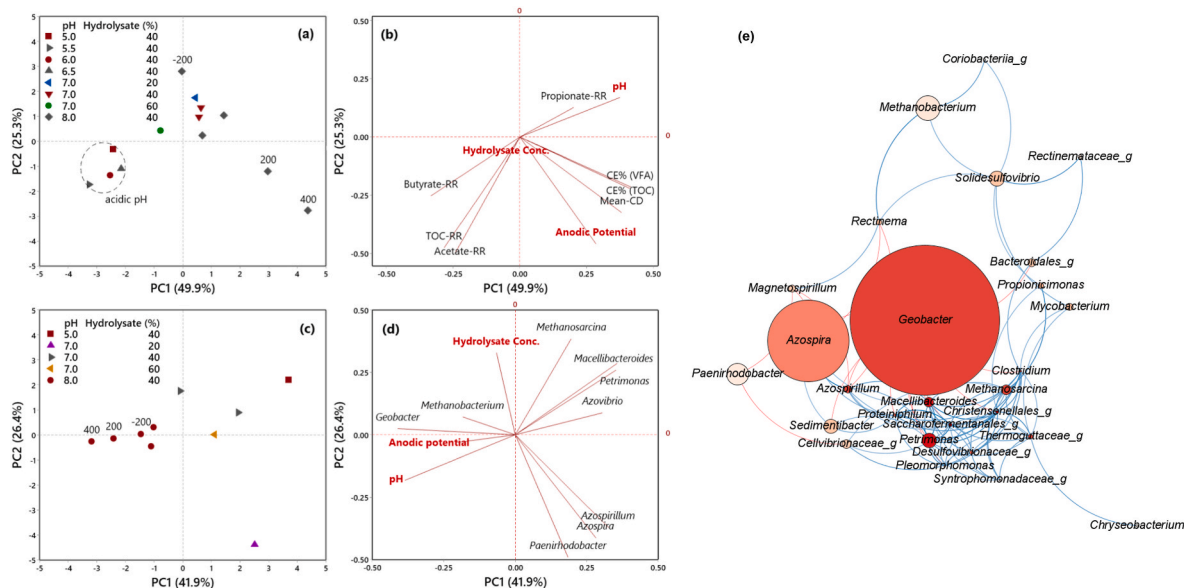 (a)
pH Hydrolysate (%)
5.0 40
5.5 40
6.0 40
6.5 40
7.0 20
7.0 40
7.0 60
8.0 40
-200
200
400
acidic pH
5
4
3
2
1
0
-1
-2
-3
-4
-5
PC2 (25.3%)
-5 -4 -3 -2 -1 0 1 2 3 4 5
PC1 (49.9%)
(b)
0
0.50
0.25
0.00
0.25
0.50
PC2 (25.3%)
pH
Propionate-RR
0
Hydrolysate Conc.
CE% (VFA)
Butyrate-RR
CE% (TOC)
Mean-CD
TOC-RR
Anodic Potential
Acetate-RR
0.50 0.25 0.00 0.25 0.50
PC1 (49.9%)
(c)
pH Hydrolysate (%)
5.0 40
7.0 20
7.0 40
7.0 60
8.0 40
400 200 -200
5
4
3
2
1
0
-1
-2
-3
-4
-5
PC2 (26.4%)
-5 -4 -3 -2 -1 0 1 2 3 4 5
PC1 (41.9%)
(d)
0
0.50
0.25
0.00
0.25
0.50
PC2 (26.4%)
Methanosarcina
Hydrolysate Conc.
Macellibacteroides
Petrimonas
Azovibrio
Methanobacterium
Geobacter
0
Anodic potential
pH
Azospirillum
Azospira
Paenirhodobacter
0.50 0.25 0.00 0.25 0.50
PC1 (41.9%)
(e)
Coriobacteriia_g
Methanobacterium
Rectinemataceae_g
Solidesulfovibrio
Rectinema
Bacteroidales_g
Magnetospirillum
Propionicimonas
Mycobacterium
Geobacter
Azospira
Paenirhodobacter
Clostridium
Azospirillum
Methanosarcina
Macellibacteroides
Proteiniphilum
Christensenellales_g
Sedimentibacter
Saccharofermentanales_g
Cellvibrionaceae_g
Petrimonas
Thermoguttaceae_g
Desulfovibrionaceae_g
Pleomorphomonas
Syntrophomonadaceae_g
Chryseobacterium